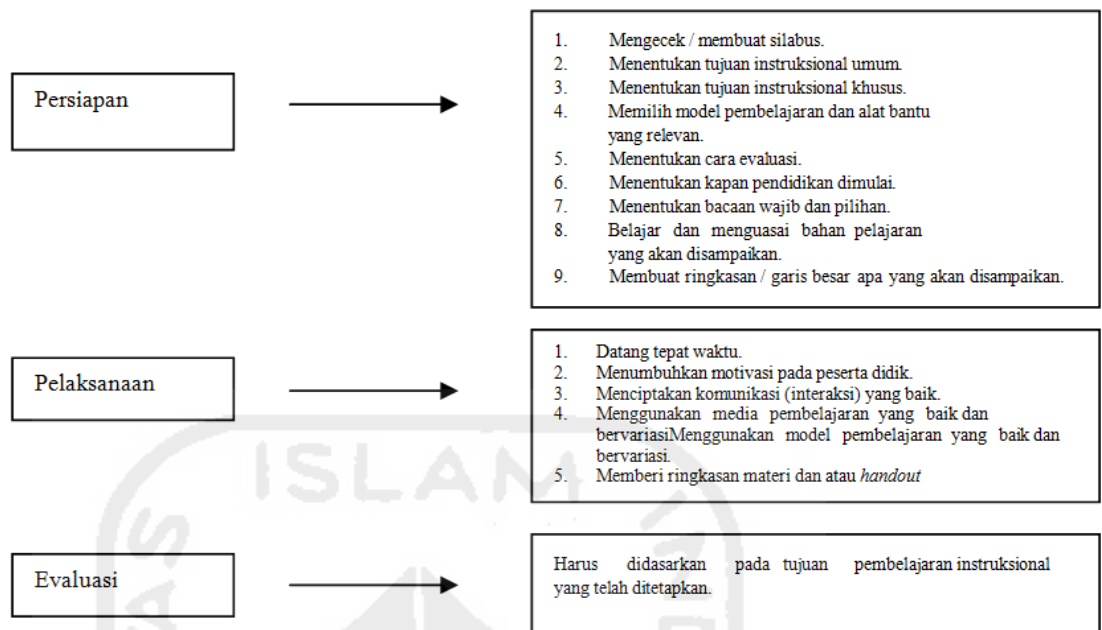 Persiapan
1. Mengecek / membuat silabus.
2. Menentukan tujuan instruksional umum.
3. Menentukan tujuan instruksional khusus.
4. Memilih model pembelajaran dan alat bantu
yang relevan.
5. Menentukan cara evaluasi.
6. Menentukan kapan pendidikan dimulai.
7. Menentukan bacaan wajib dan pilihan.
8. Belajar dan menguasai bahan pelajaran
yang akan disampaikan.
9. Membuat ringkasan / garis besar apa yang akan disampaikan.
Pelaksanaan
1. Datang tepat waktu.
2. Menumbuhkan motivasi pada peserta didik.
3. Menciptakan komunikasi (interaksi) yang baik.
4. Menggunakan media pembelajaran yang baik dan
bervariasiMenggunakan model pembelajaran yang baik dan
bervariasi.
5. Memberi ringkasan materi dan atau handout
ISLAM
Evaluasi
Harus didasarkan pada tujuan pembelajaran instruksional
yang telah ditetapkan.